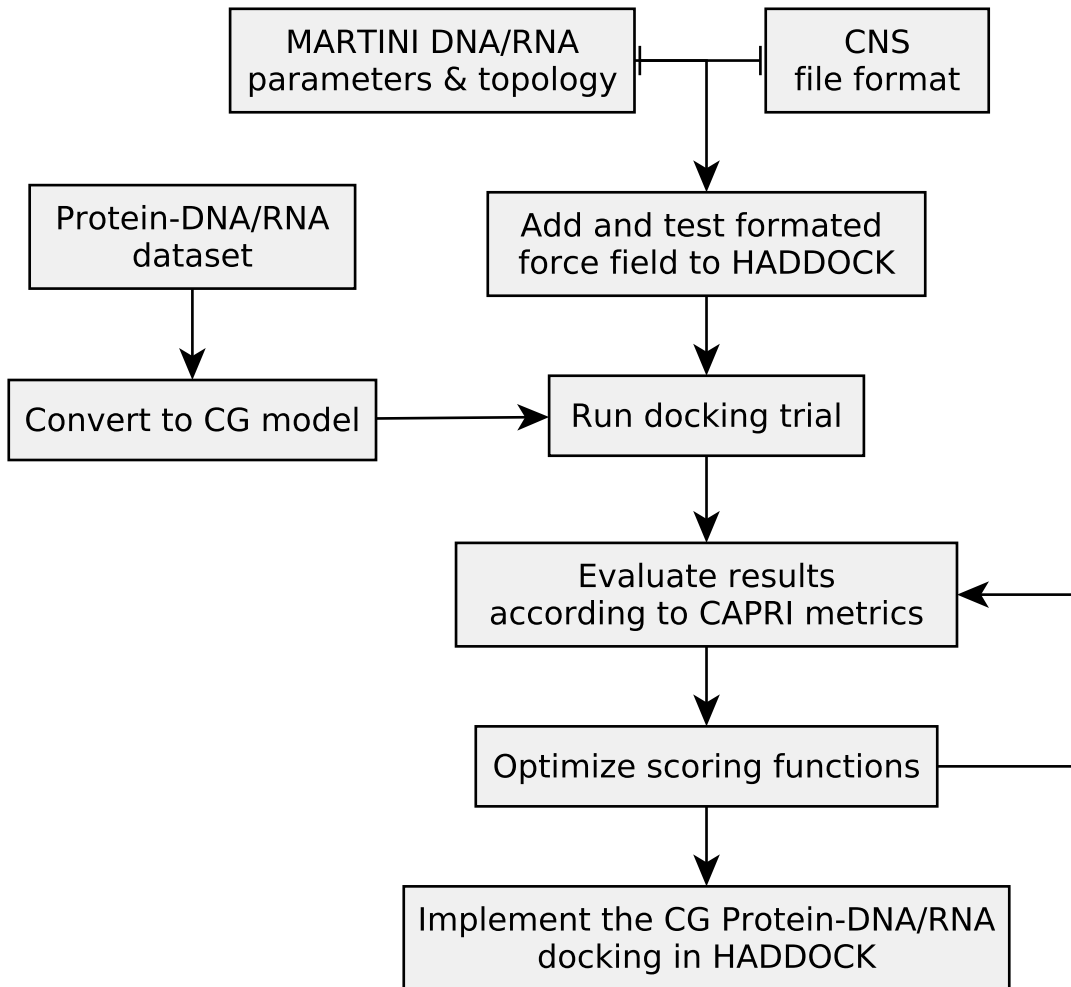 MARTINI DNA/RNA
parameters & topology
CNS
file format
Protein-DNA/RNA
dataset
Add and test formated
force field to HADDOCK
Convert to CG model
Run docking trial
Evaluate results
according to CAPRI metrics
Optimize scoring functions
Implement the CG Protein-DNA/RNA
docking in HADDOCK